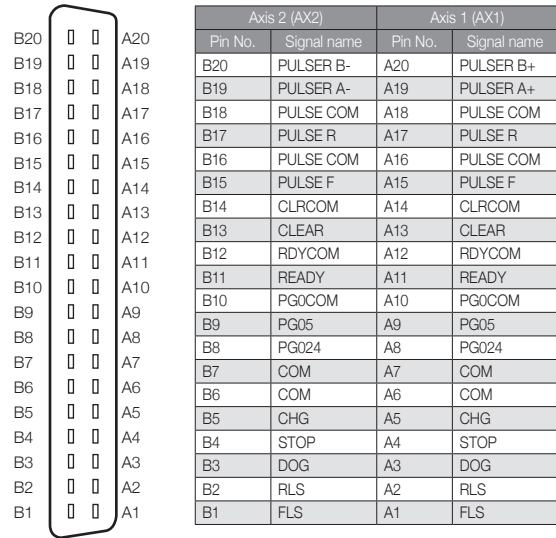 B20 A20
B19 A19
B18 A18
B17 A17
B16 A16
B15 A15
B14 A14
B13 A13
B12 A12
B11 A11
B10 A10
B9 A9
B8 A8
B7 A7
B6 A6
B5 A5
B4 A4
B3 A3
B2 A2
B1 A1
Axis 2 (AX2) Axis 1 (AX1)
Pin No. Signal name Pin No. Signal name
B20 PULSER B- A20 PULSER B+
B19 PULSER A- A19 PULSER A+
B18 PULSE COM A18 PULSE COM
B17 PULSE R A17 PULSE R
B16 PULSE COM A16 PULSE COM
B15 PULSE F A15 PULSE F
B14 CLRCOM A14 CLRCOM
B13 CLEAR A13 CLEAR
B12 RDYCOM A12 RDYCOM
B11 READY A11 READY
B10 PG0COM A10 PG0COM
B9 PG05 A9 PG05
B8 PG024 A8 PG024
B7 COM A7 COM
B6 COM A6 COM
B5 CHG A5 CHG
B4 STOP A4 STOP
B3 DOG A3 DOG
B2 RLS A2 RLS
B1 FLS A1 FLS